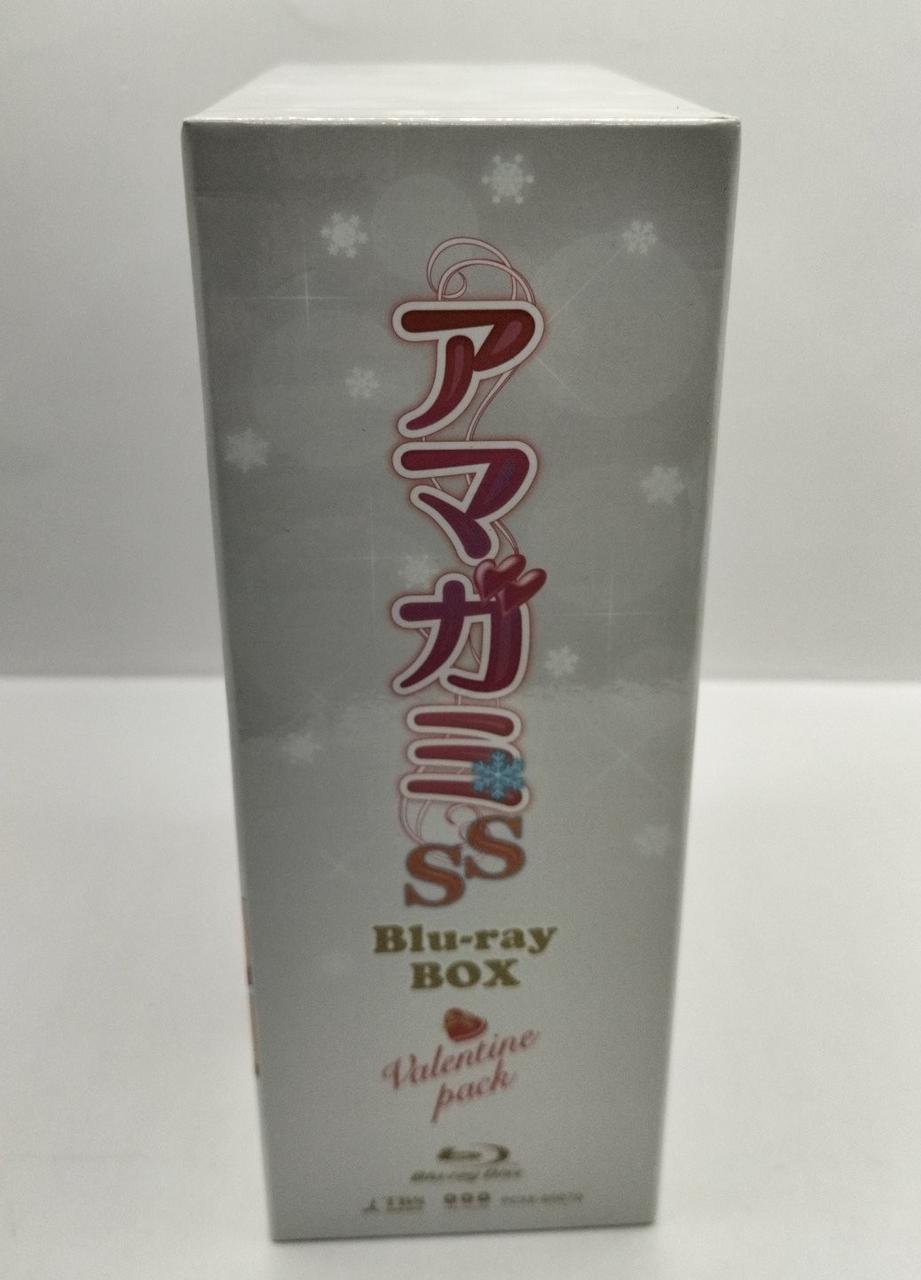 アマガミ
SS
Blu-ray
BOX
Valentine
pack
Blu-ray Disc
TBS